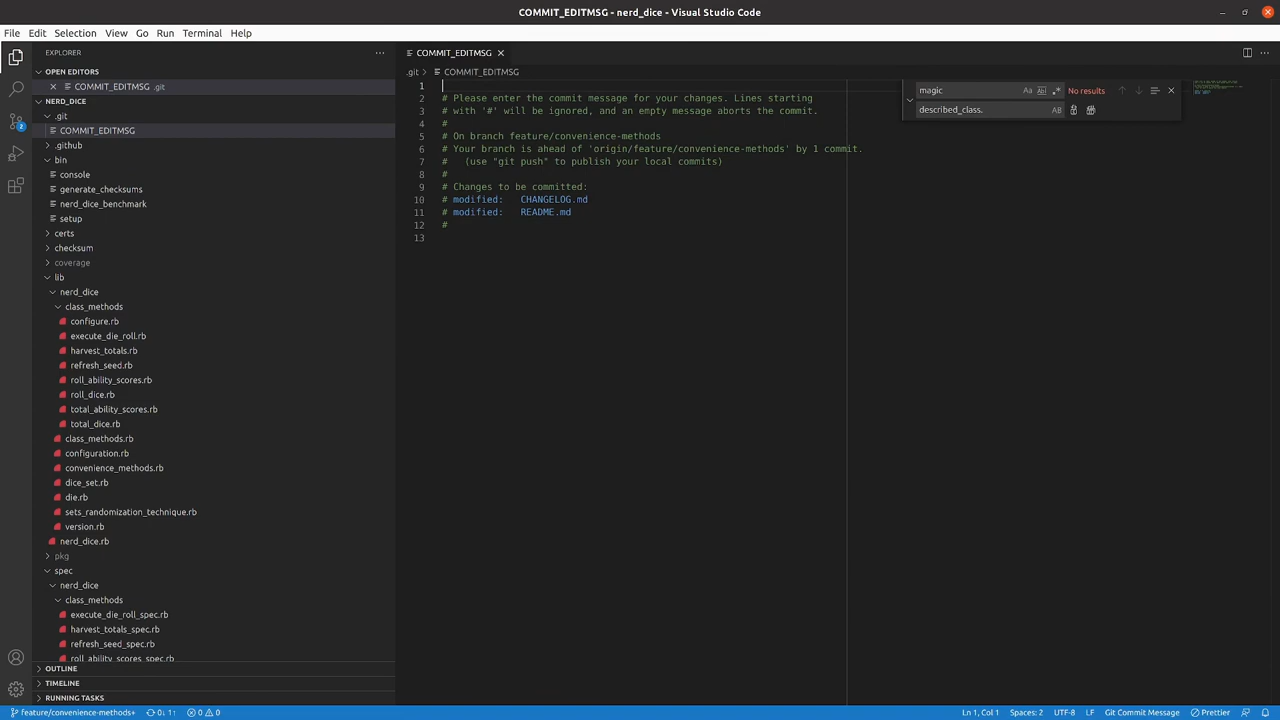 COMMIT_EDITMSG - nerd_dice - Visual Studio Code
File Edit Selection View Go Run Terminal Help
EXPLORER
OPEN EDITORS
COMMIT_EDITMSG .git
NERD_DICE
.git
COMMIT_EDITMSG
.github
bin
console
generate_checksums
nerd_dice_benchmark
setup
certs
checksum
coverage
lib
nerd_dice
class_methods
configure.rb
execute_die_roll.rb
harvest_totals.rb
refresh_seed.rb
roll_ability_scores.rb
roll_dice.rb
total_ability_scores.rb
total_dice.rb
class_methods.rb
configuration.rb
convenience_methods.rb
dice_set.rb
die.rb
sets_randomization_technique.rb
version.rb
nerd_dice.rb
pkg
spec
nerd_dice
class_methods
execute_die_roll_spec.rb
harvest_totals_spec.rb
refresh_seed_spec.rb
roll_ability_scores_spec.rb
OUTLINE
TIMELINE
RUNNING TASKS
2
COMMIT_EDITMSG
.git COMMIT_EDITMSG
1
2 # Please enter the commit message for your changes. Lines starting
3 # with '#' will be ignored, and an empty message aborts the commit.
4 #
5 # On branch feature/convenience-methods
6 # Your branch is ahead of 'origin/feature/convenience-methods' by 1 commit.
7 #   (use "git push" to publish your local commits)
8 #
9 # Changes to be committed:
10 # modified:   CHANGELOG.md
11 # modified:   README.md
12 #
13
magic Aa ab .* No results
described_class. AB
feature/convenience-methods+ 0↓ 1↑ 0 0 Ln 1, Col 1 Spaces: 2 UTF-8 LF Git Commit Message Prettier